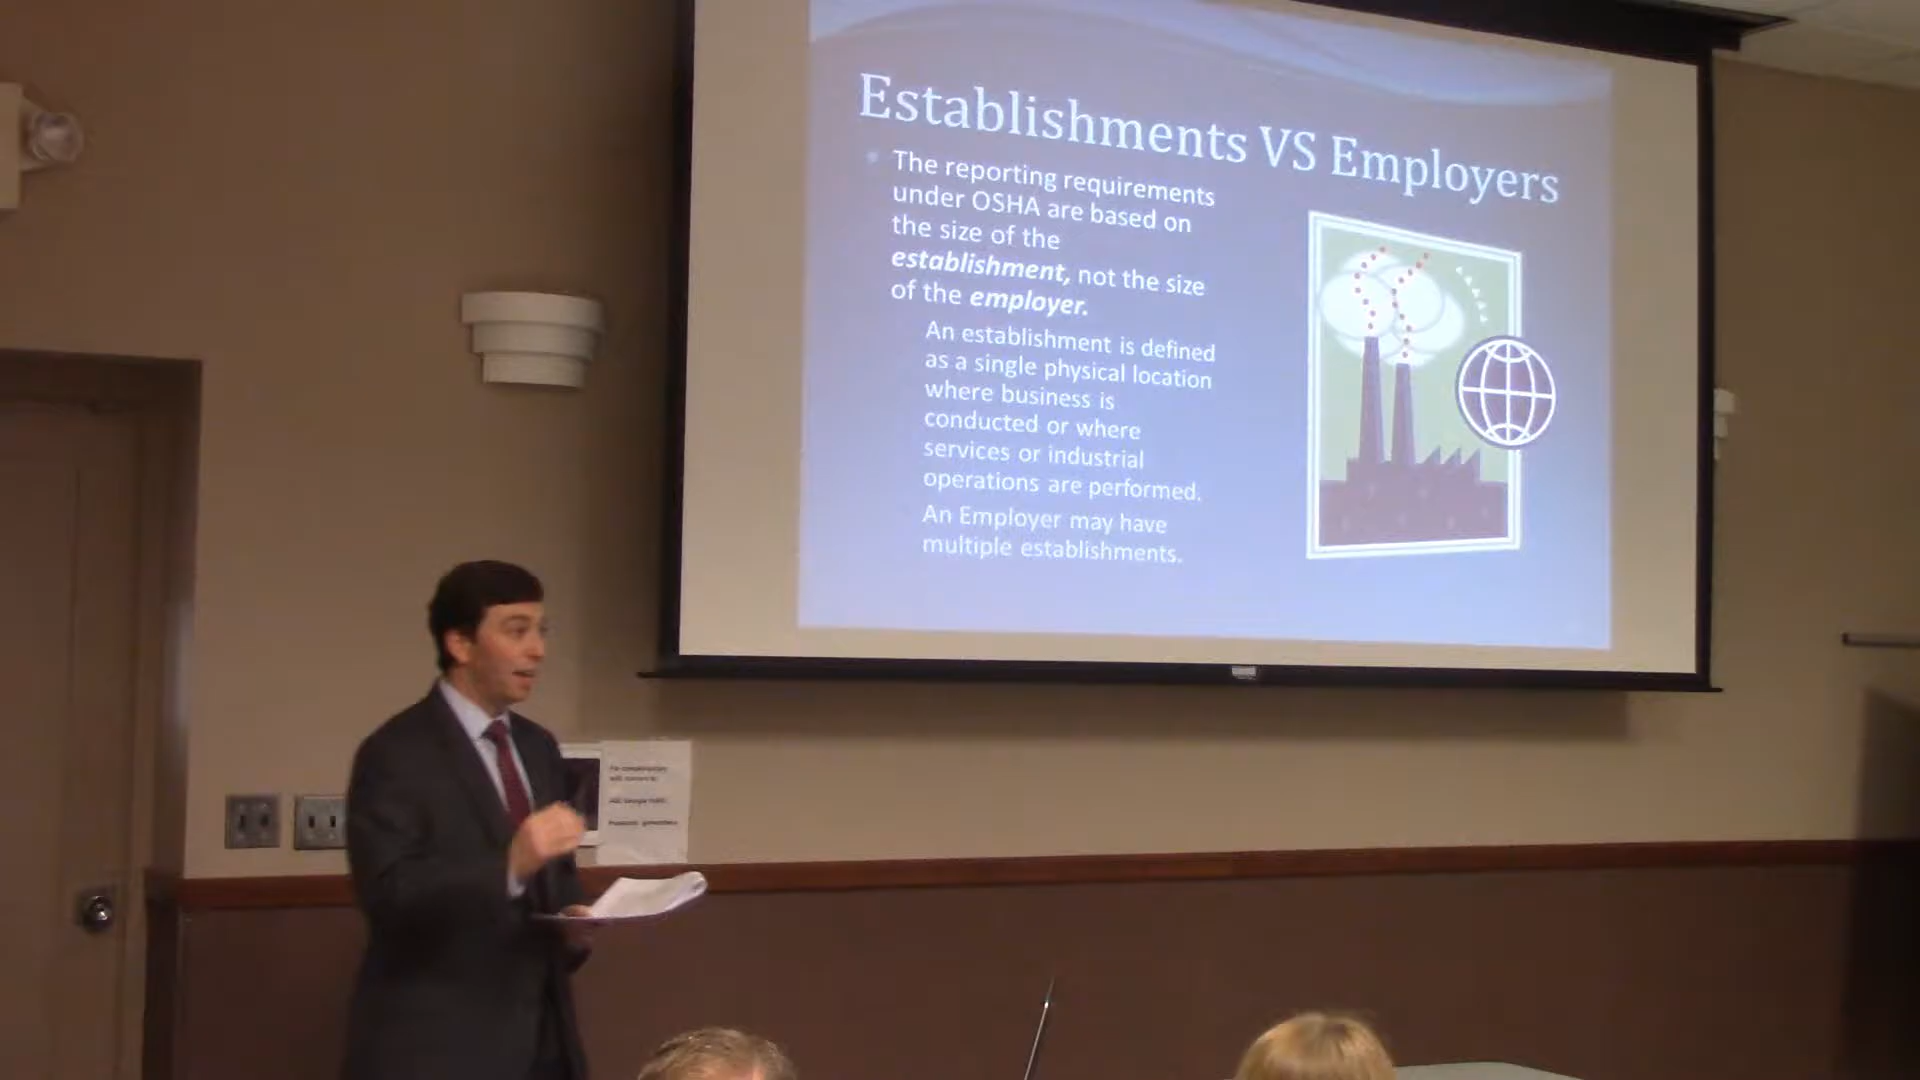 Establishments VS Employers
The reporting requirements
under OSHA are based on
the size of the
establishment, not the size
of the employer.
An establishment is defined
as a single physical location
where business is
conducted or where
services or industrial
operations are performed.
An Employer may have
multiple establishments.